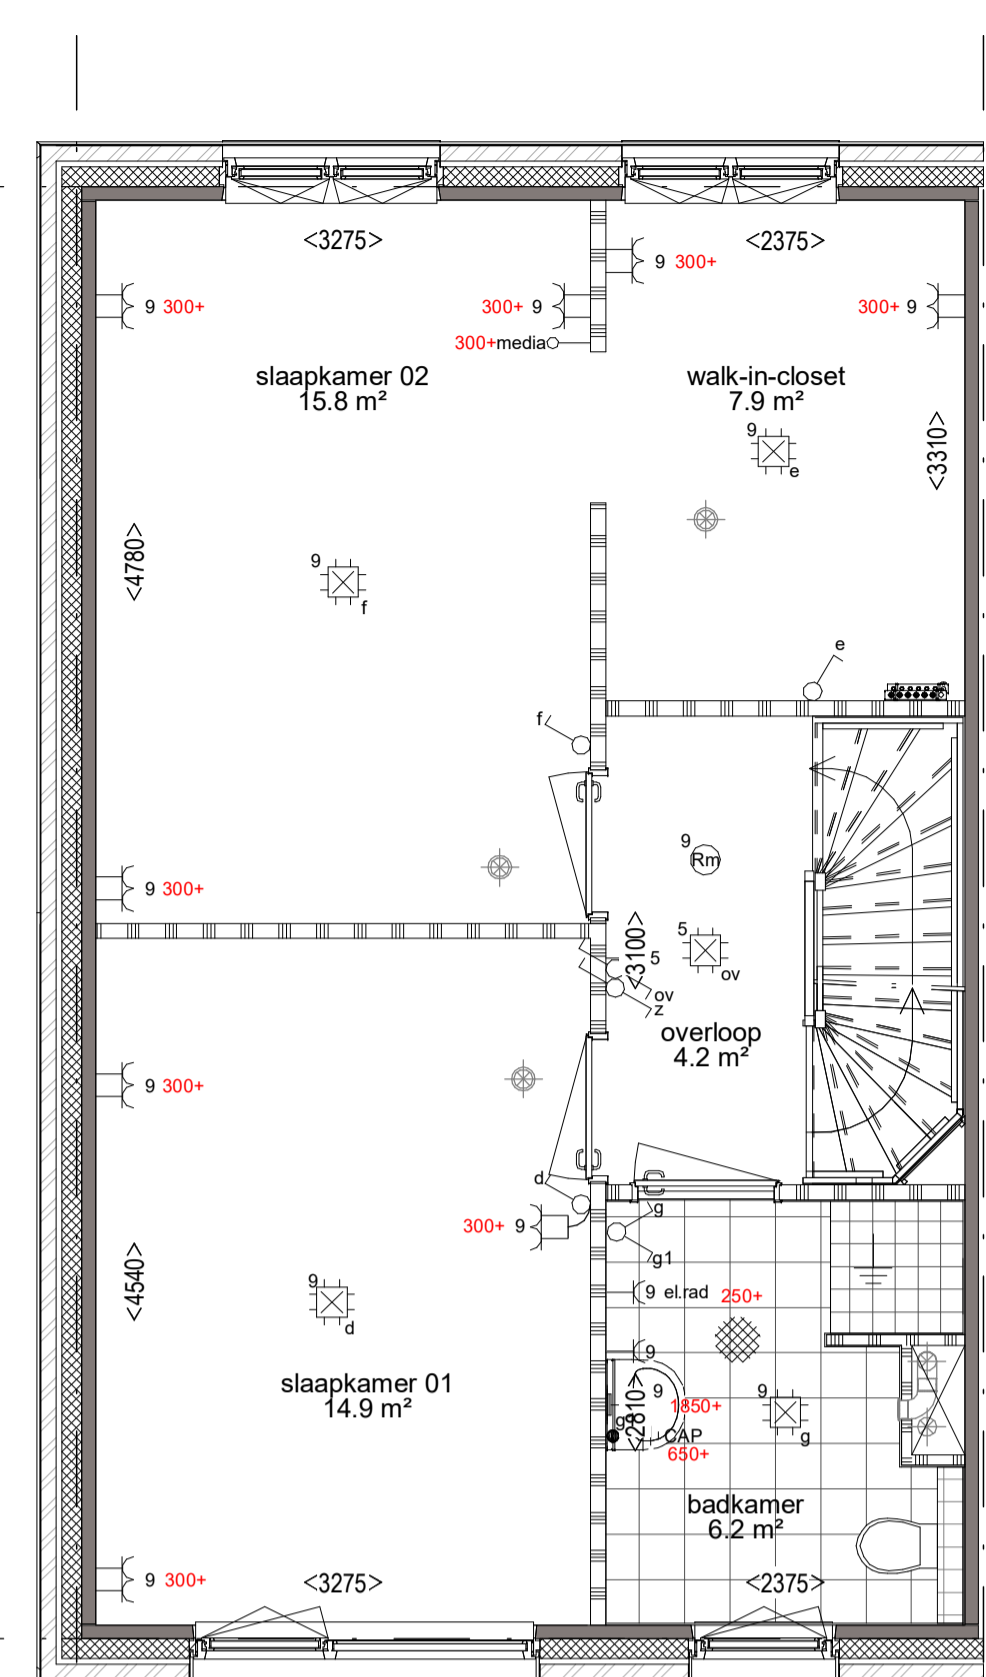 <3275>
<2375>
9 300+
9 300+
300+ 9
300+ 9
300+media
slaapkamer 02
15.8 m²
walk-in-closet
7.9 m²
<3310>
9
e
<4780>
9
f
e
f
9
Rm
9 300+
<3100>
5
ov
5
ov
z
overloop
4.2 m²
9 300+
d
300+ 9
g
g1
<4540>
9
d
9 el.rad 250+
9
slaapkamer 01
14.9 m²
<2810>
9
1850+
9
g
g
CAP
650+
badkamer
6.2 m²
9 300+
<3275>
<2375>